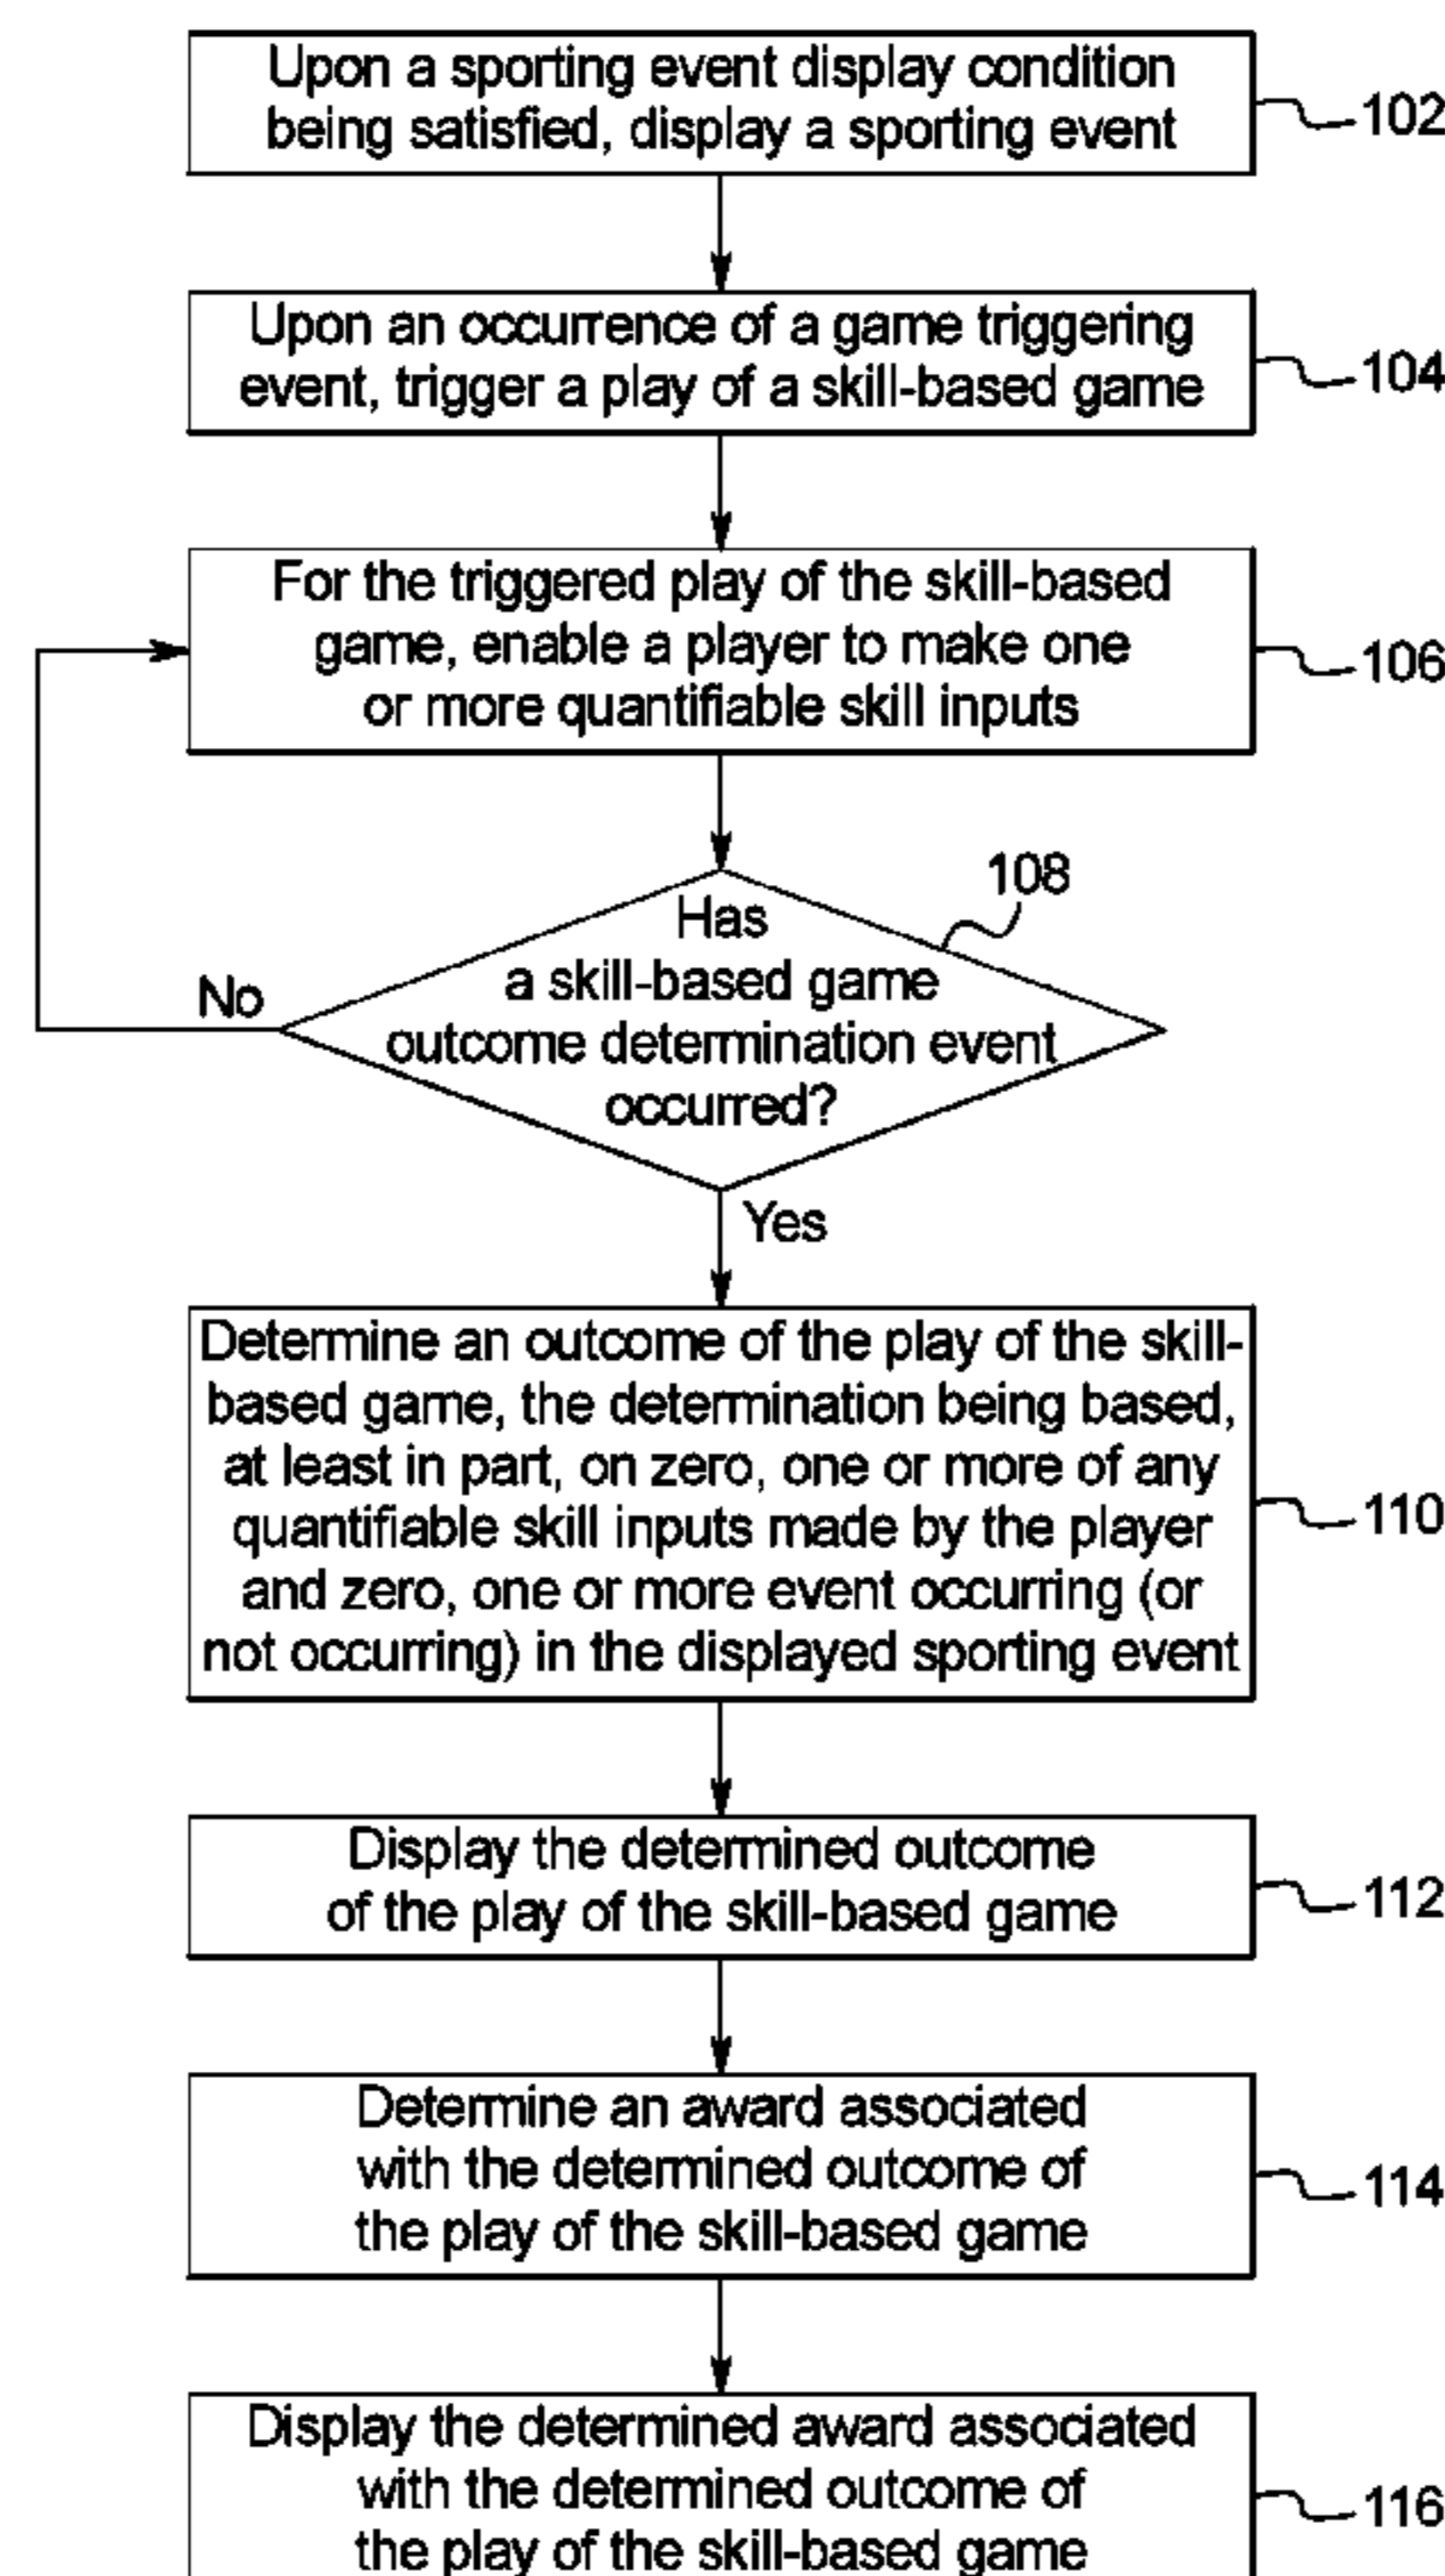 Upon a sporting event display condition
being satisfied, display a sporting event
102
Upon an occurrence of a game triggering
event, trigger a play of a skill-based game
104
For the triggered play of the skill-based
game, enable a player to make one
or more quantifiable skill inputs
106
108
Has
a skill-based game
outcome determination event
occurred?
No
Yes
Determine an outcome of the play of the skill-
based game, the determination being based,
at least in part, on zero, one or more of any
quantifiable skill inputs made by the player
and zero, one or more event occurring (or
not occurring) in the displayed sporting event
110
Display the determined outcome
of the play of the skill-based game
112
Determine an award associated
with the determined outcome of
the play of the skill-based game
114
Display the determined award associated
with the determined outcome of
the play of the skill-based game
116